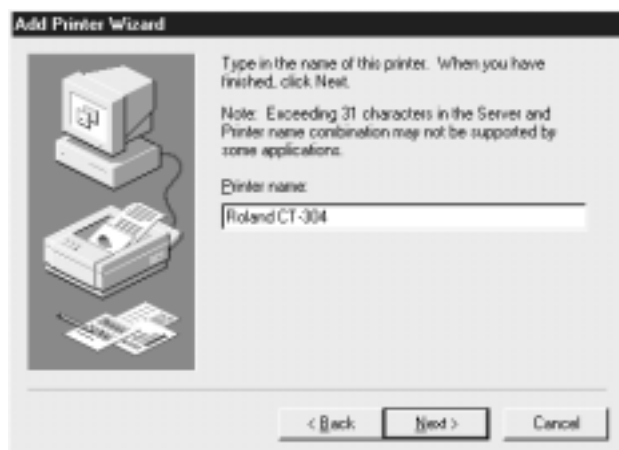 Add Printer Wizard
Type in the name of this printer. When you have
finished, click Next.
Note: Exceeding 31 characters in the Server and
Printer name combination may not be supported by
some applications.
Printer name:
Roland CT-304
< Back
Next >
Cancel